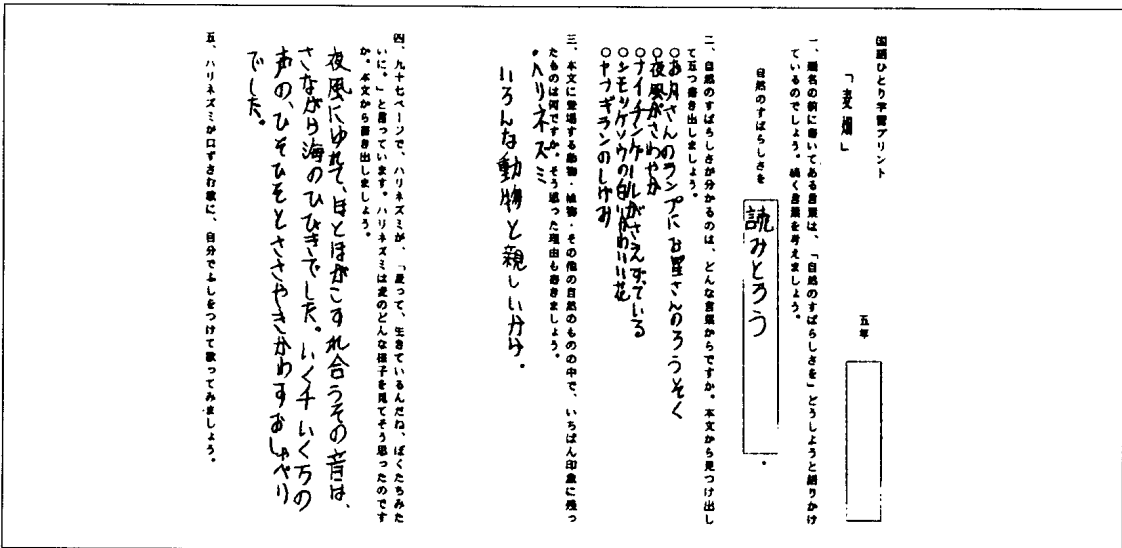 国語ひとり学習プリント
「麦畑」
五年
一、題名の前に書いてある言葉は、「自然のすばらしさを」どうしようと語りかけ
ているのでしょう。続く言葉を考えましょう。
自然のすばらしさを
読みとろう
。
二、自然のすばらしさが分かるのは、どんな言葉からですか。本文から見つけ出し
て五つ書き出しましょう。
○お月さんのランプにお星さんのろうそく
○夜風がさわやか
○ナイチンゲールがさえずている
○シモツケソウの白いかわいい花
○ヤブギランのしげみ
三、本文に登場する動物・植物・その他の自然のものの中で、いちばん印象に残っ
たものは何ですか。そう思った理由も書きましょう。
・ハリネズミ
いろんな動物と親しいから。
四、九十七ページで、ハリネズミが、「麦って、生きているんだね、ぼくたちみた
いに。」と言っています。ハリネズミは麦のどんな様子を見てそう思ったのです
か。本文から書き出しましょう。
夜風にゆれて、ほとほがこすれ合うその音は、
さながら海のひびきでした。いく千いく万の
声の、ひそひそとささやきかわすおしゃべり
でした。
五、ハリネズミが口ずさむ歌に、自分でふしをつけて歌ってみましょう。